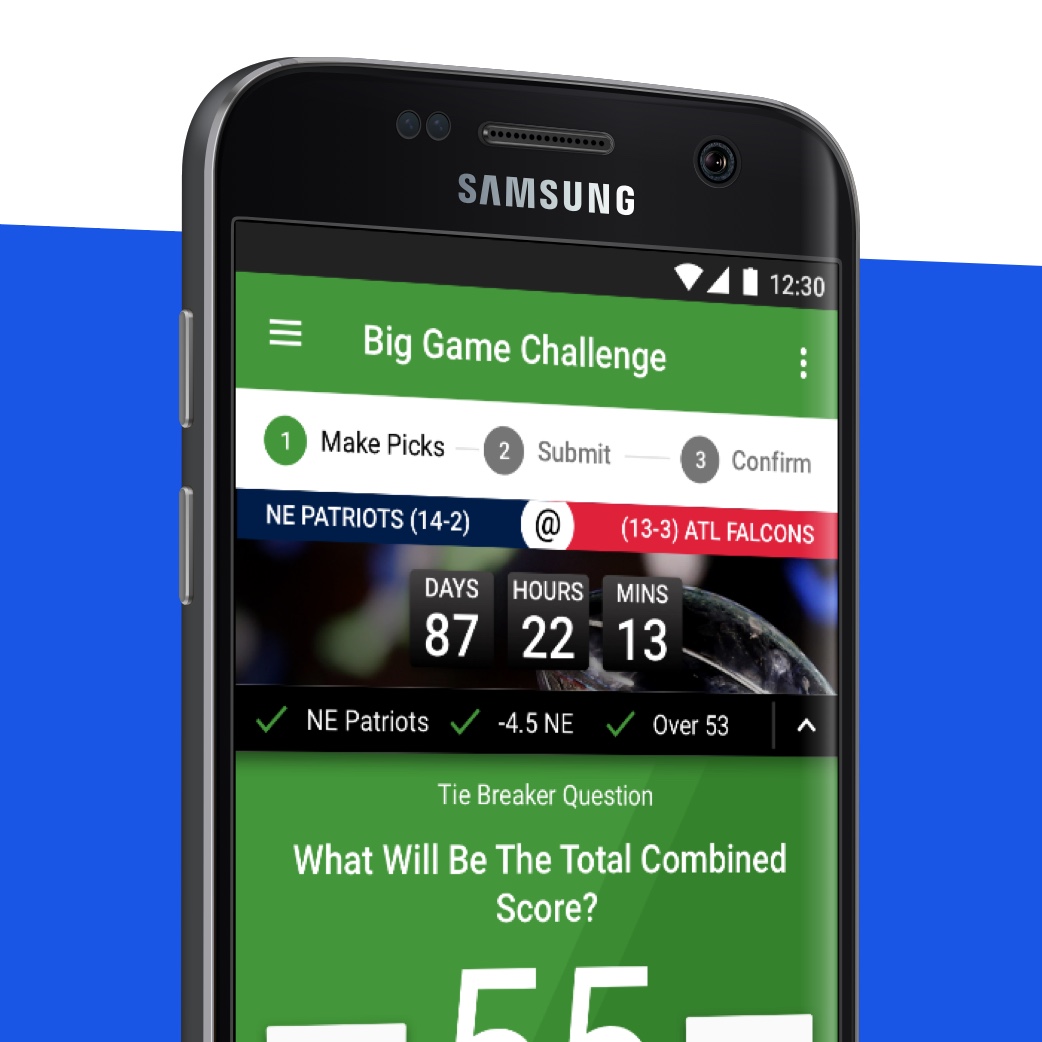 SAMSUNG
12:30
Big Game Challenge
1 Make Picks 2 Submit 3 Confirm
NE PATRIOTS (14-2) @ (13-3) ATL FALCONS
DAYS HOURS MINS
87 22 13
NE Patriots -4.5 NE Over 53
Tie Breaker Question
What Will Be The Total Combined
Score?
55